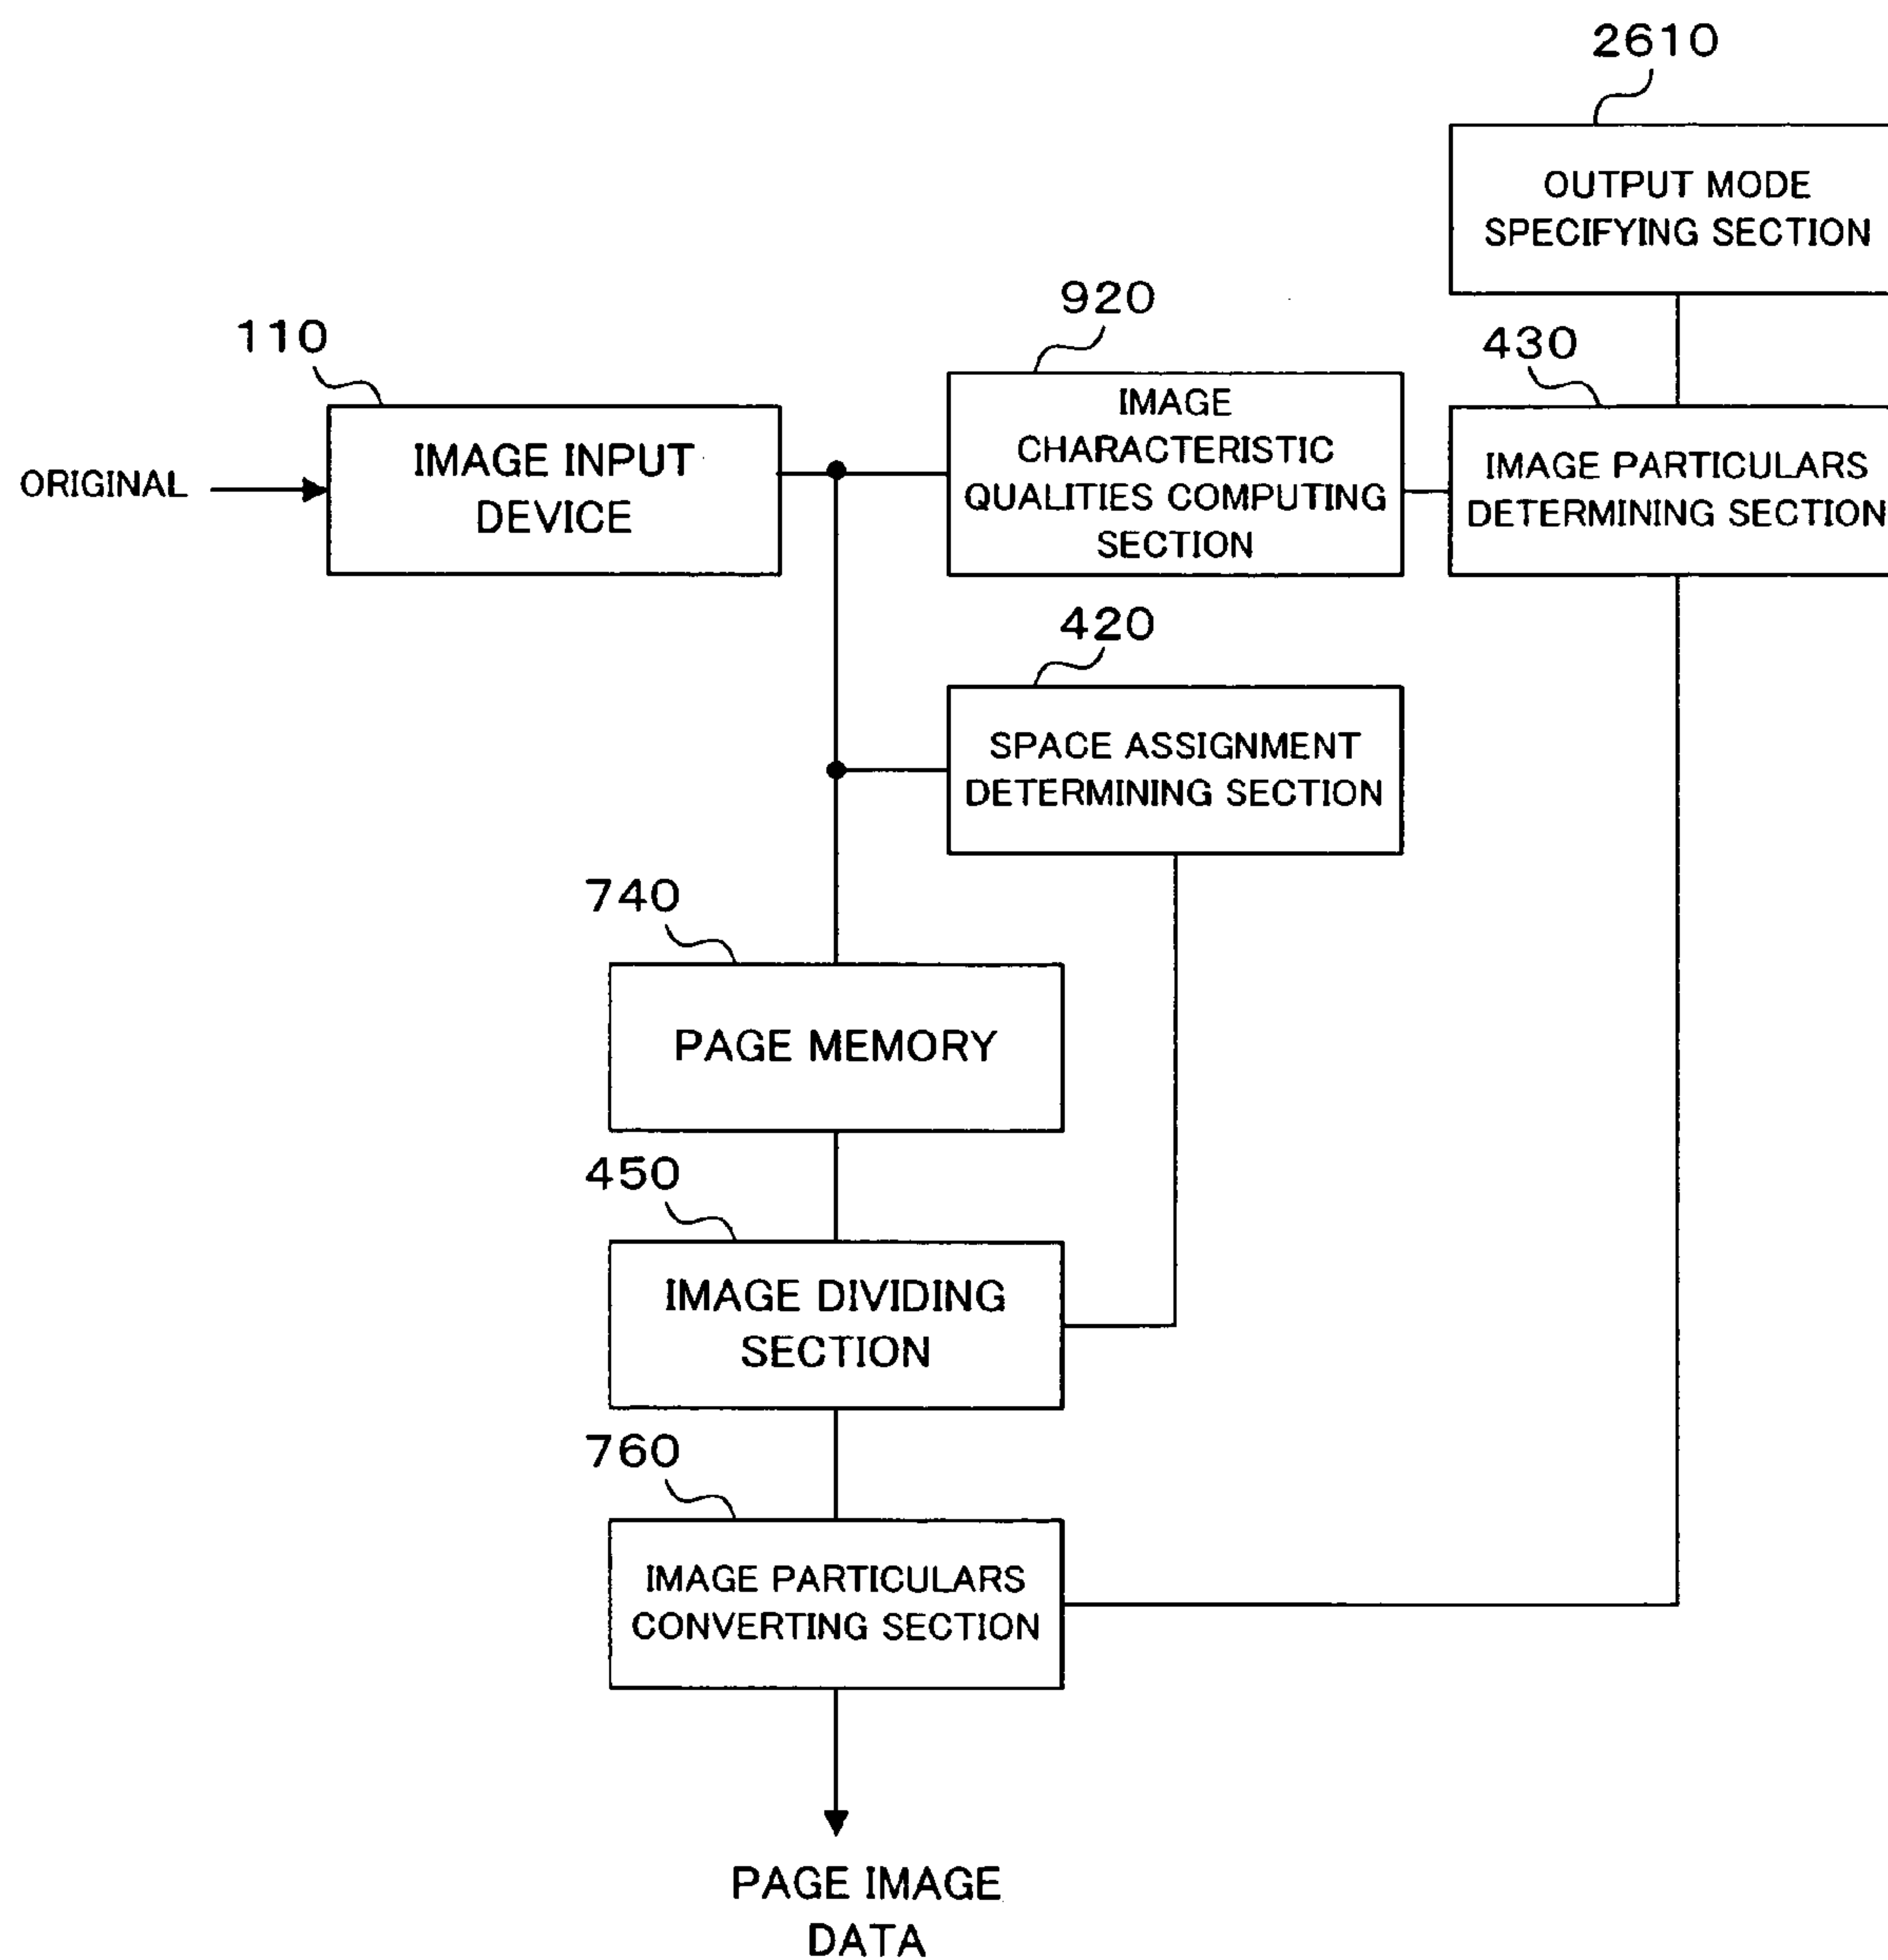 2610
OUTPUT MODE
SPECIFYING SECTION
920
110
430
IMAGE
CHARACTERISTIC
QUALITIES COMPUTING
SECTION
IMAGE INPUT
DEVICE
IMAGE PARTICULARS
DETERMINING SECTION
ORIGINAL
420
SPACE ASSIGNMENT
DETERMINING SECTION
740
PAGE MEMORY
450
IMAGE DIVIDING
SECTION
760
IMAGE PARTICULARS
CONVERTING SECTION
PAGE IMAGE
DATA